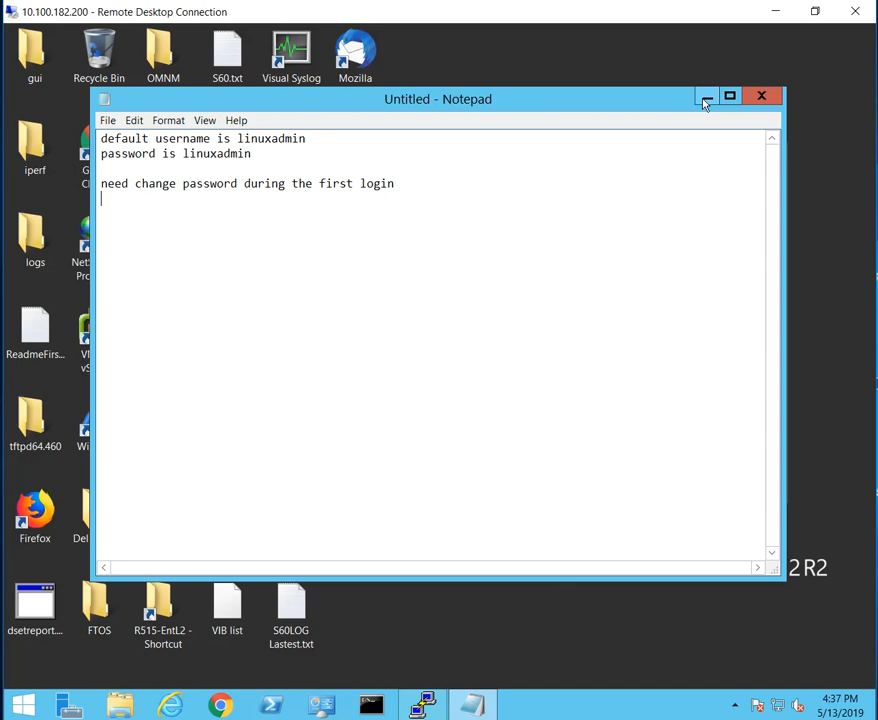 10.100.182.200 - Remote Desktop Connection
gui
Recycle Bin
OMNM
S60.txt
Visual Syslog
Mozilla
Untitled - Notepad
File Edit Format View Help
default username is linuxadmin
password is linuxadmin
need change password during the first login
iperf
logs
ReadmeFirs...
tftpd64.460
Firefox
dsetreport....
FTOS
R515-EntL2 -
Shortcut
VIB list
S60LOG
Lastest.txt
2 R2
4:37 PM
5/13/2019